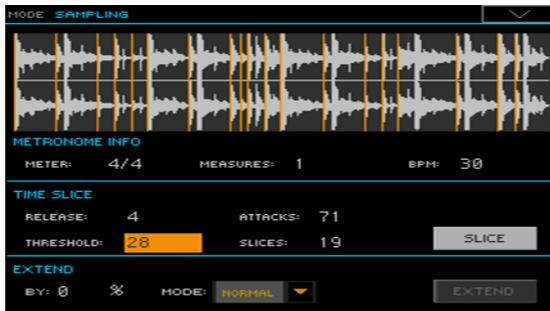 MODE SAMPLING
METRONOME INFO
METER: 4/4 MEASURES: 1 BPM: 30
TIME SLICE
RELEASE: 4 ATTACKS: 71
THRESHOLD: 28 SLICES: 19 SLICE
EXTEND
BY: 0 % MODE: NORMAL EXTEND